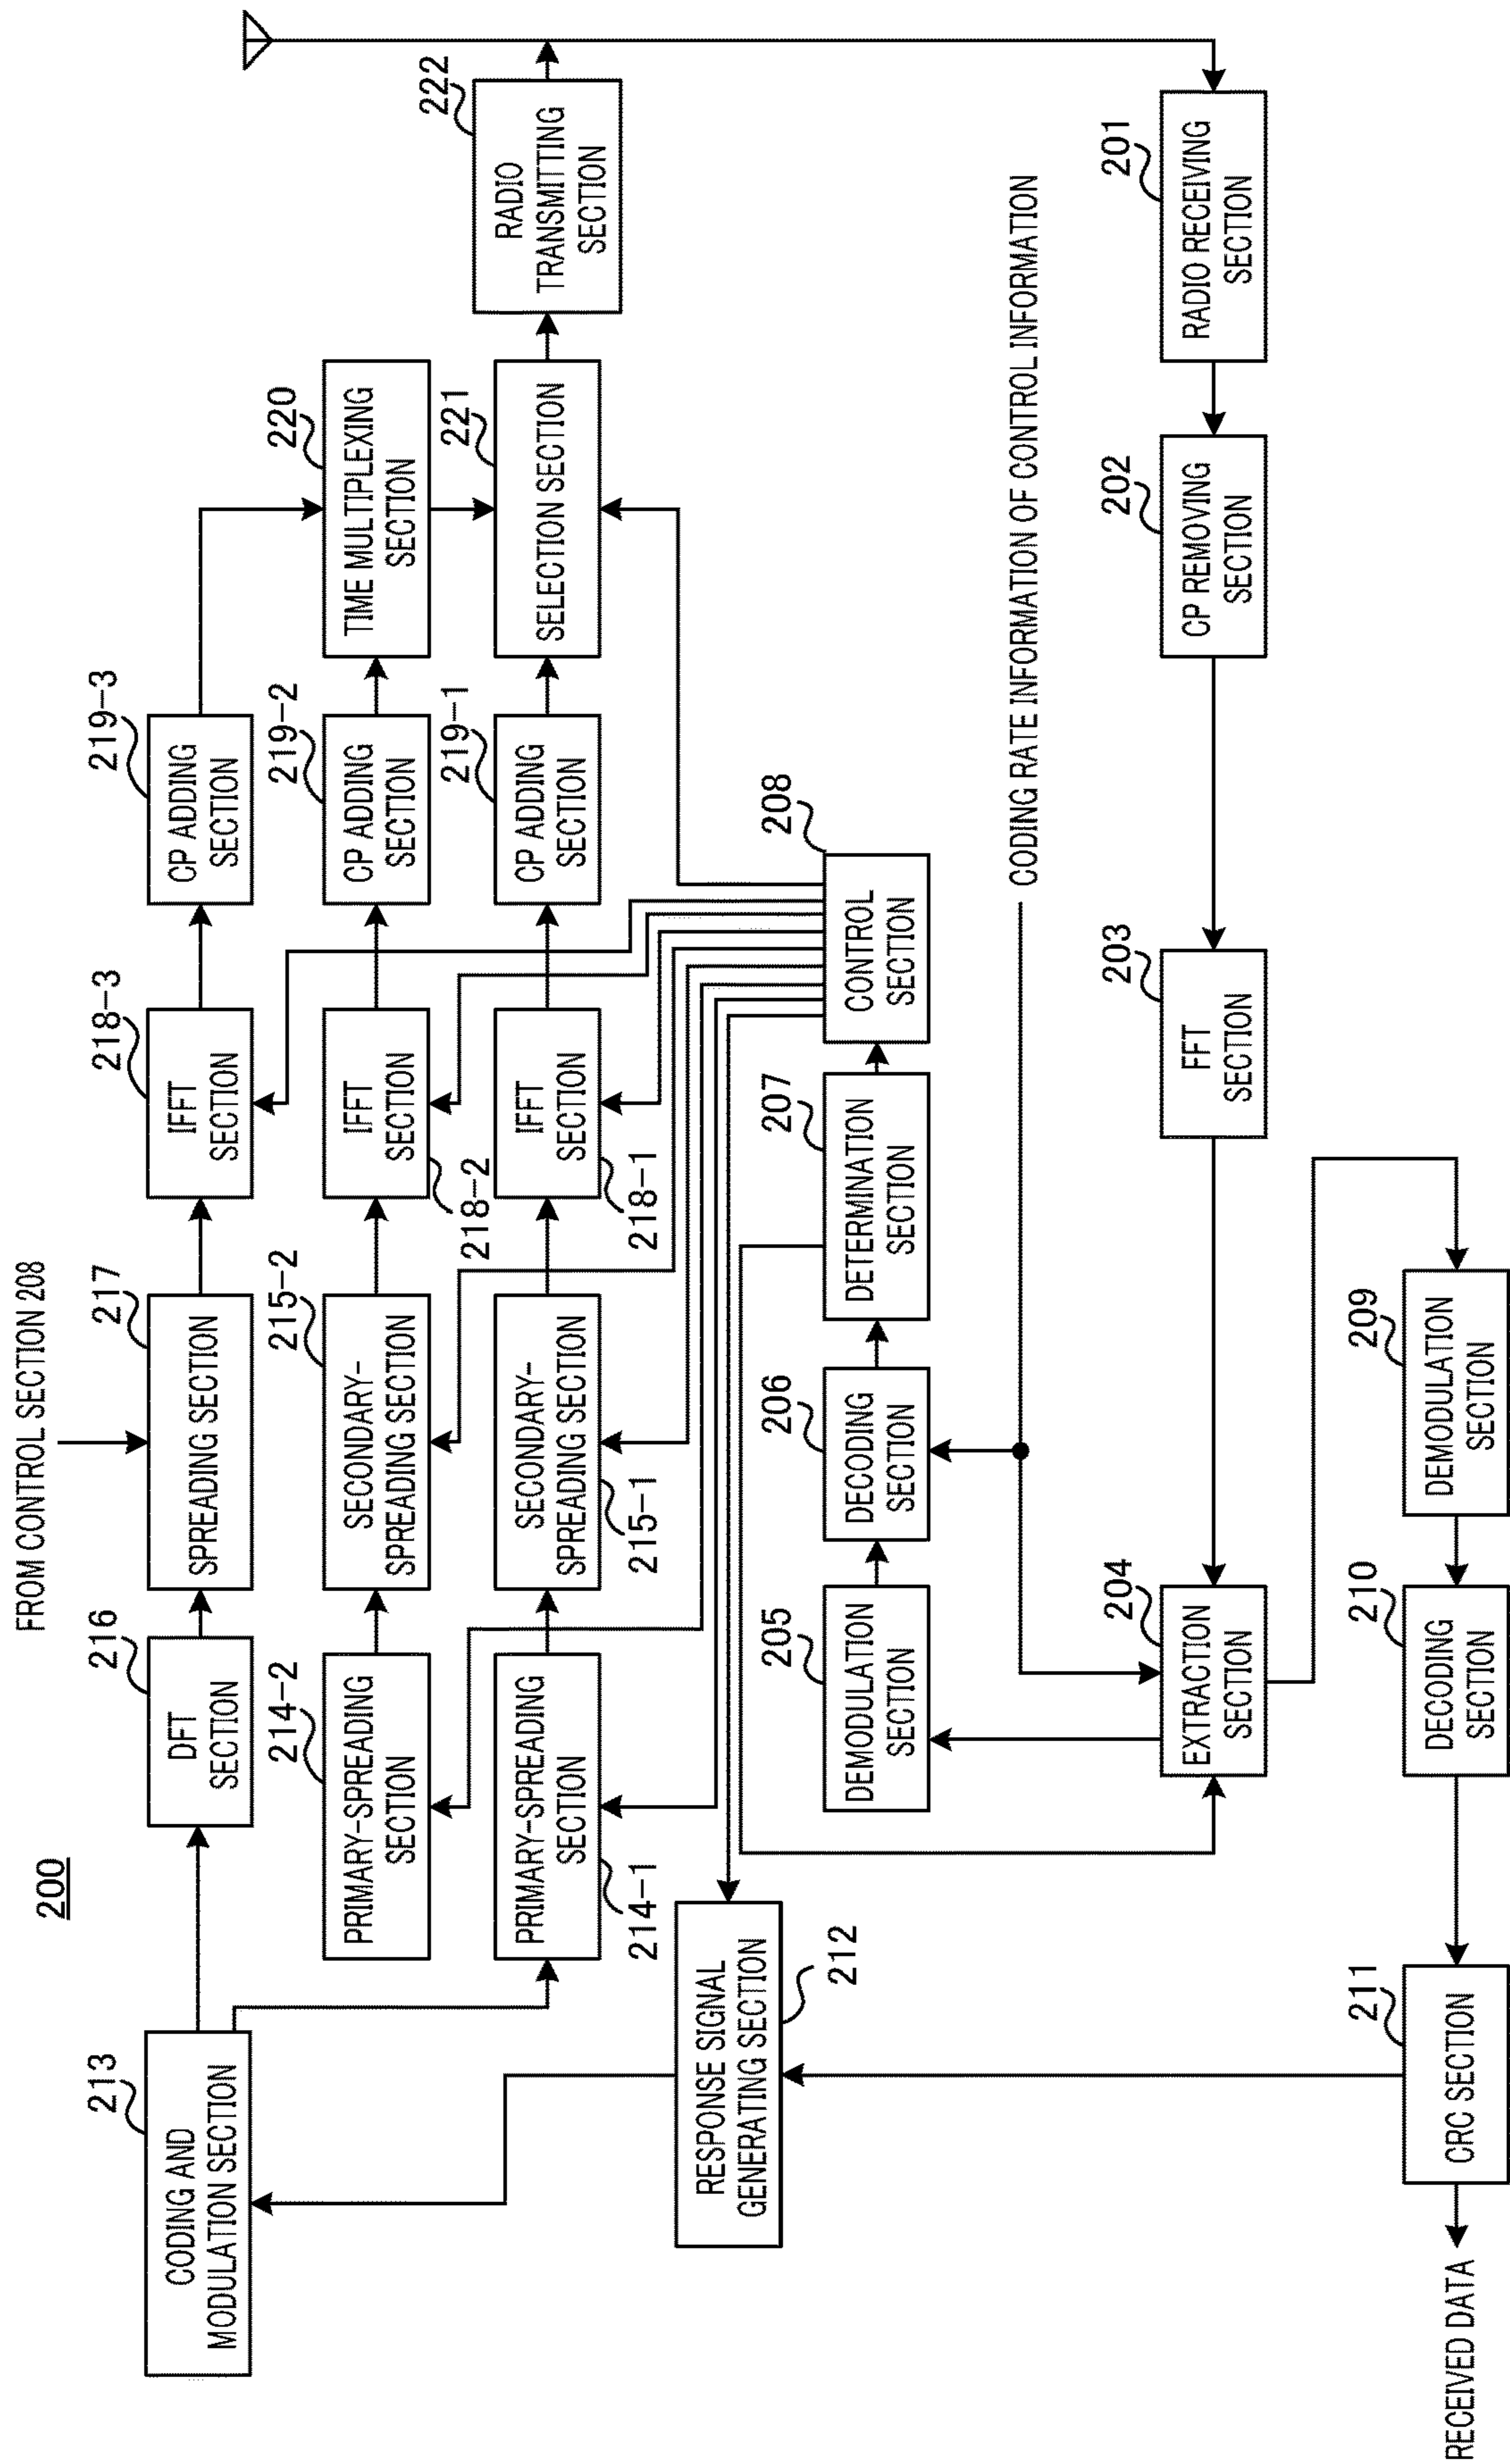 200
FROM CONTROL SECTION 208
213
CODING AND
MODULATION SECTION
216
DFT
SECTION
217
SPREADING SECTION
218-3
IFFT
SECTION
219-3
CP ADDING
SECTION
214-2
PRIMARY-SPREADING
SECTION
215-2
SECONDARY-
SPREADING SECTION
IFFT
SECTION
218-2
219-2
CP ADDING
SECTION
220
TIME MULTIPLEXING
SECTION
222
RADIO
TRANSMITTING
SECTION
PRIMARY-SPREADING
SECTION
214-1
SECONDARY-
SPREADING SECTION
215-1
IFFT
SECTION
218-1
219-1
CP ADDING
SECTION
221
SELECTION SECTION
RESPONSE SIGNAL
GENERATING SECTION
212
205
DEMODULATION
SECTION
206
DECODING
SECTION
207
DETERMINATION
SECTION
208
CONTROL
SECTION
CODING RATE INFORMATION OF CONTROL INFORMATION
204
EXTRACTION
SECTION
203
FFT
SECTION
202
CP REMOVING
SECTION
201
RADIO RECEIVING
SECTION
RECEIVED DATA
211
CRC SECTION
210
DECODING
SECTION
209
DEMODULATION
SECTION